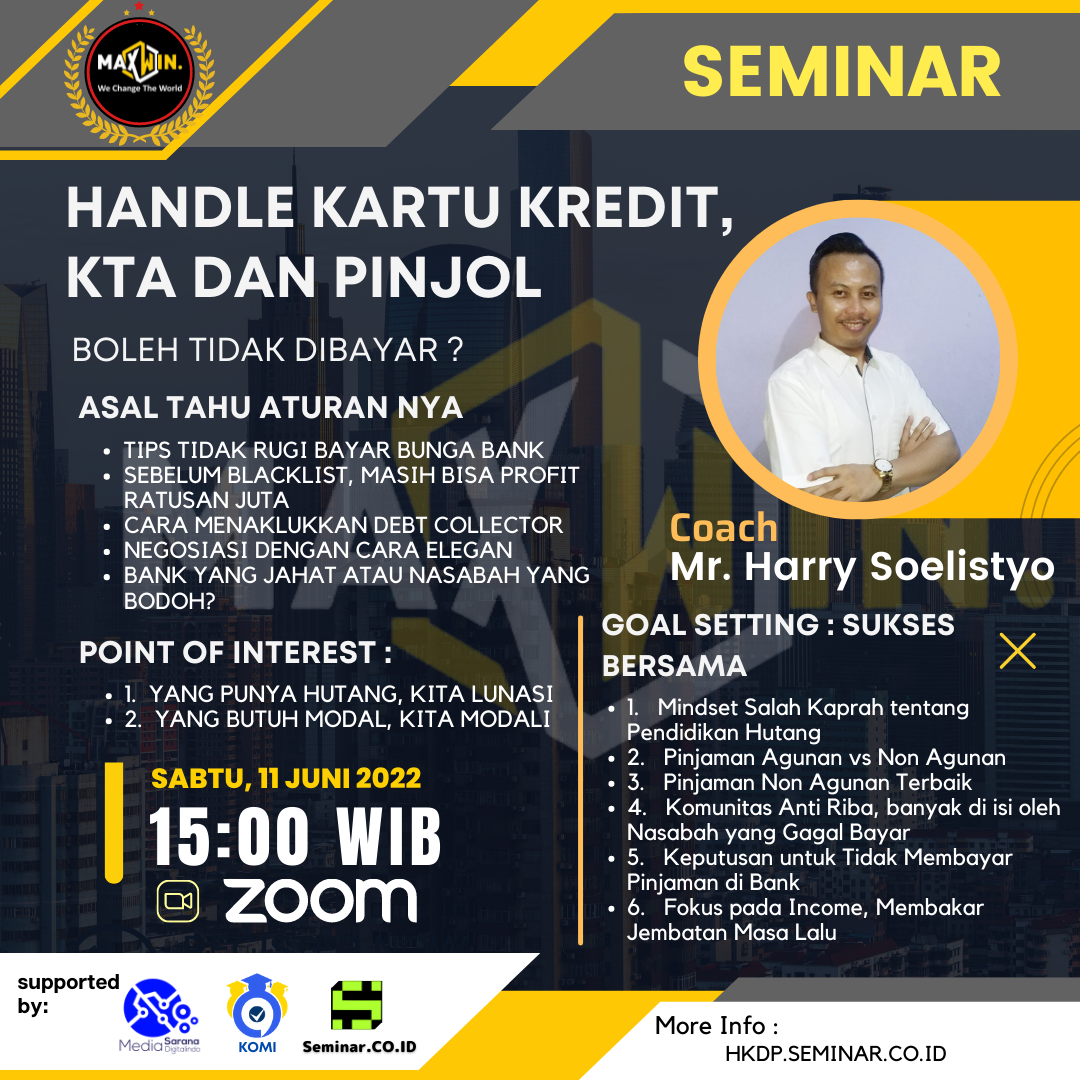 MAXWIN.
We Change The World
SEMINAR
HANDLE KARTU KREDIT,
KTA DAN PINJOL
BOLEH TIDAK DIBAYAR ?
ASAL TAHU ATURAN NYA
• TIPS TIDAK RUGI BAYAR BUNGA BANK
• SEBELUM BLACKLIST, MASIH BISA PROFIT
RATUSAN JUTA
• CARA MENAKLUKKAN DEBT COLLECTOR
• NEGOSIASI DENGAN CARA ELEGAN
• BANK YANG JAHAT ATAU NASABAH YANG
BODOH?
POINT OF INTEREST :
• 1. YANG PUNYA HUTANG, KITA LUNASI
• 2. YANG BUTUH MODAL, KITA MODALI
SABTU, 11 JUNI 2022
15:00 WIB
zoom
MAXWIN.
Coach
Mr. Harry Soelistyo
GOAL SETTING : SUKSES
BERSAMA
• 1. Mindset Salah Kaprah tentang
Pendidikan Hutang
• 2. Pinjaman Agunan vs Non Agunan
• 3. Pinjaman Non Agunan Terbaik
• 4. Komunitas Anti Riba, banyak di isi oleh
Nasabah yang Gagal Bayar
• 5. Keputusan untuk Tidak Membayar
Pinjaman di Bank
• 6. Fokus pada Income, Membakar
Jembatan Masa Lalu
supported
by:
Media Sarana
Digitalindo
KOMI
Seminar.CO.ID
More Info :
HKDP.SEMINAR.CO.ID